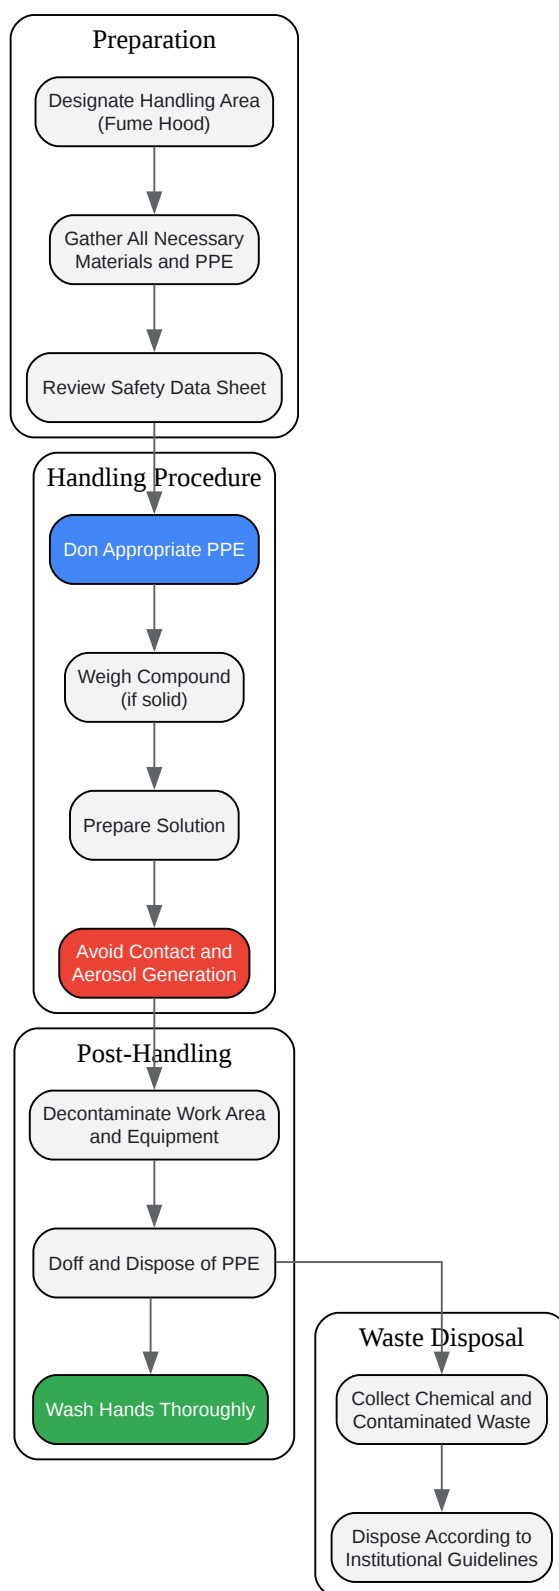 Preparation
Designate Handling Area
(Fume Hood)
Gather All Necessary
Materials and PPE
Review Safety Data Sheet
Handling Procedure
Don Appropriate PPE
Weigh Compound
(if solid)
Prepare Solution
Avoid Contact and
Aerosol Generation
Post-Handling
Decontaminate Work Area
and Equipment
Doff and Dispose of PPE
Wash Hands Thoroughly
Waste Disposal
Collect Chemical and
Contaminated Waste
Dispose According to
Institutional Guidelines